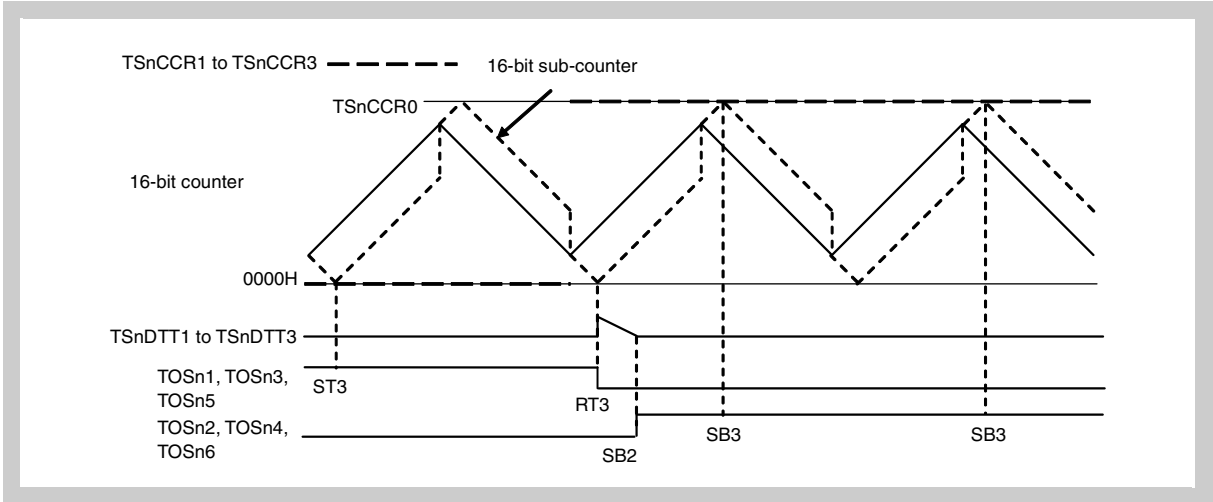 TSnCCR1 to TSnCCR3
16-bit sub-counter
TSnCCR0
16-bit counter
0000H
TSnDTT1 to TSnDTT3
TOSn1, TOSn3,
TOSn5
ST3
RT3
TOSn2, TOSn4,
TOSn6
SB2
SB3
SB3